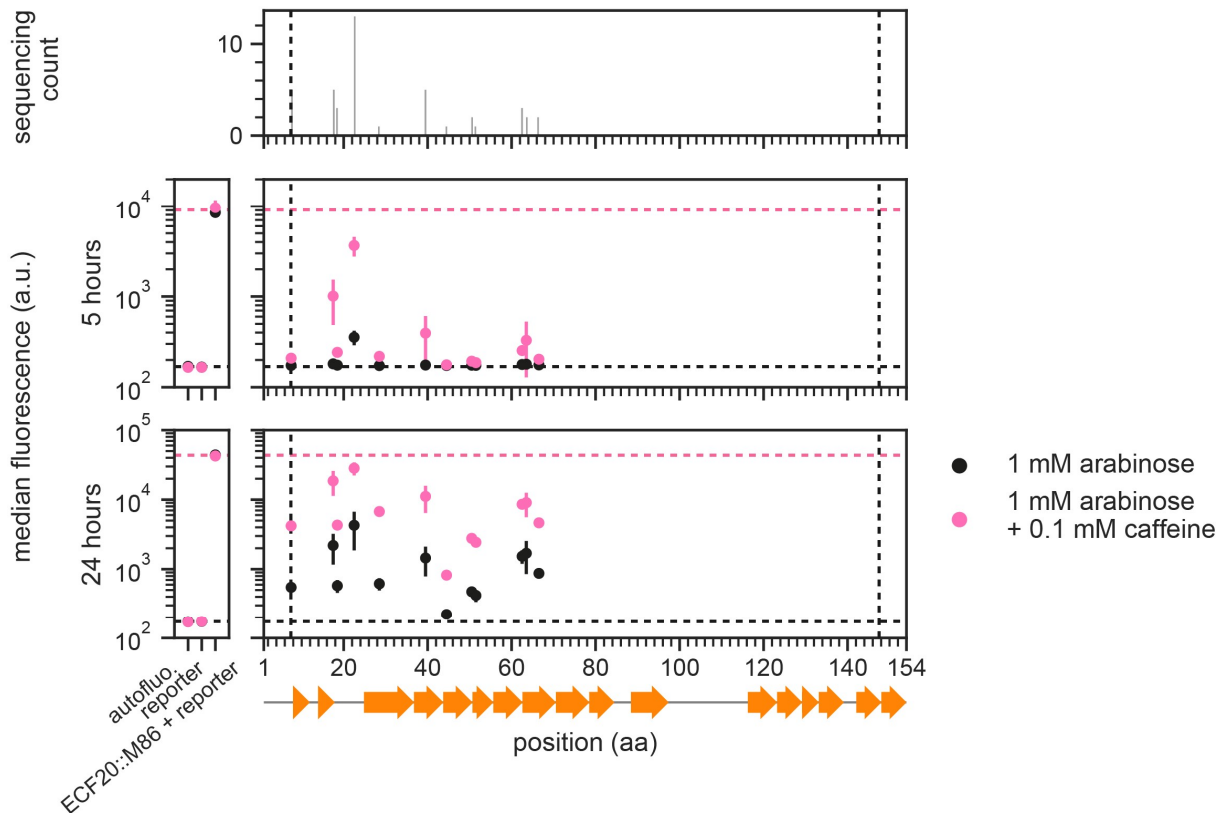 sequencing
count
10
0
median fluorescence (a.u.)
5 hours
10^4
10^3
10^2
24 hours
10^5
10^4
10^3
10^2
1 mM arabinose
1 mM arabinose
+ 0.1 mM caffeine
autofluo.
reporter
ECF20::M86 + reporter
1 20 40 60 80 100 120 140 154
position (aa)